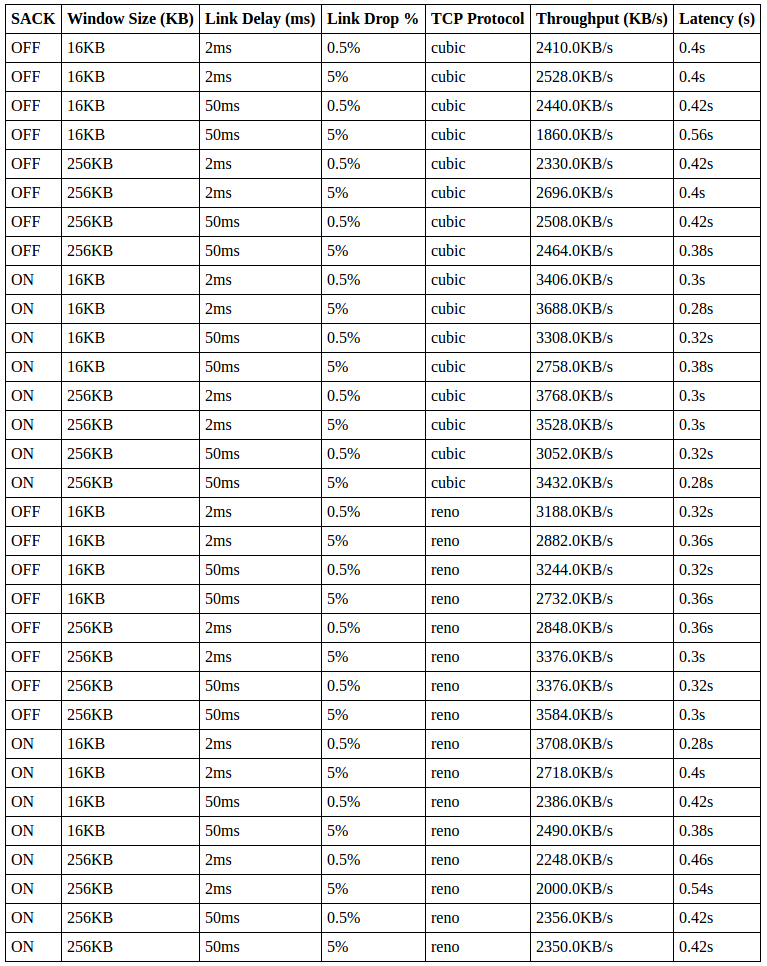 SACK Window Size (KB) Link Delay (ms) Link Drop % TCP Protocol Throughput (KB/s) Latency (s)
OFF 16KB 2ms 0.5% cubic 2410.0KB/s 0.4s
OFF 16KB 2ms 5% cubic 2528.0KB/s 0.4s
OFF 16KB 50ms 0.5% cubic 2440.0KB/s 0.42s
OFF 16KB 50ms 5% cubic 1860.0KB/s 0.56s
OFF 256KB 2ms 0.5% cubic 2330.0KB/s 0.42s
OFF 256KB 2ms 5% cubic 2696.0KB/s 0.4s
OFF 256KB 50ms 0.5% cubic 2508.0KB/s 0.42s
OFF 256KB 50ms 5% cubic 2464.0KB/s 0.38s
ON 16KB 2ms 0.5% cubic 3406.0KB/s 0.3s
ON 16KB 2ms 5% cubic 3688.0KB/s 0.28s
ON 16KB 50ms 0.5% cubic 3308.0KB/s 0.32s
ON 16KB 50ms 5% cubic 2758.0KB/s 0.38s
ON 256KB 2ms 0.5% cubic 3768.0KB/s 0.3s
ON 256KB 2ms 5% cubic 3528.0KB/s 0.3s
ON 256KB 50ms 0.5% cubic 3052.0KB/s 0.32s
ON 256KB 50ms 5% cubic 3432.0KB/s 0.28s
OFF 16KB 2ms 0.5% reno 3188.0KB/s 0.32s
OFF 16KB 2ms 5% reno 2882.0KB/s 0.36s
OFF 16KB 50ms 0.5% reno 3244.0KB/s 0.32s
OFF 16KB 50ms 5% reno 2732.0KB/s 0.36s
OFF 256KB 2ms 0.5% reno 2848.0KB/s 0.36s
OFF 256KB 2ms 5% reno 3376.0KB/s 0.3s
OFF 256KB 50ms 0.5% reno 3376.0KB/s 0.32s
OFF 256KB 50ms 5% reno 3584.0KB/s 0.3s
ON 16KB 2ms 0.5% reno 3708.0KB/s 0.28s
ON 16KB 2ms 5% reno 2718.0KB/s 0.4s
ON 16KB 50ms 0.5% reno 2386.0KB/s 0.42s
ON 16KB 50ms 5% reno 2490.0KB/s 0.38s
ON 256KB 2ms 0.5% reno 2248.0KB/s 0.46s
ON 256KB 2ms 5% reno 2000.0KB/s 0.54s
ON 256KB 50ms 0.5% reno 2356.0KB/s 0.42s
ON 256KB 50ms 5% reno 2350.0KB/s 0.42s